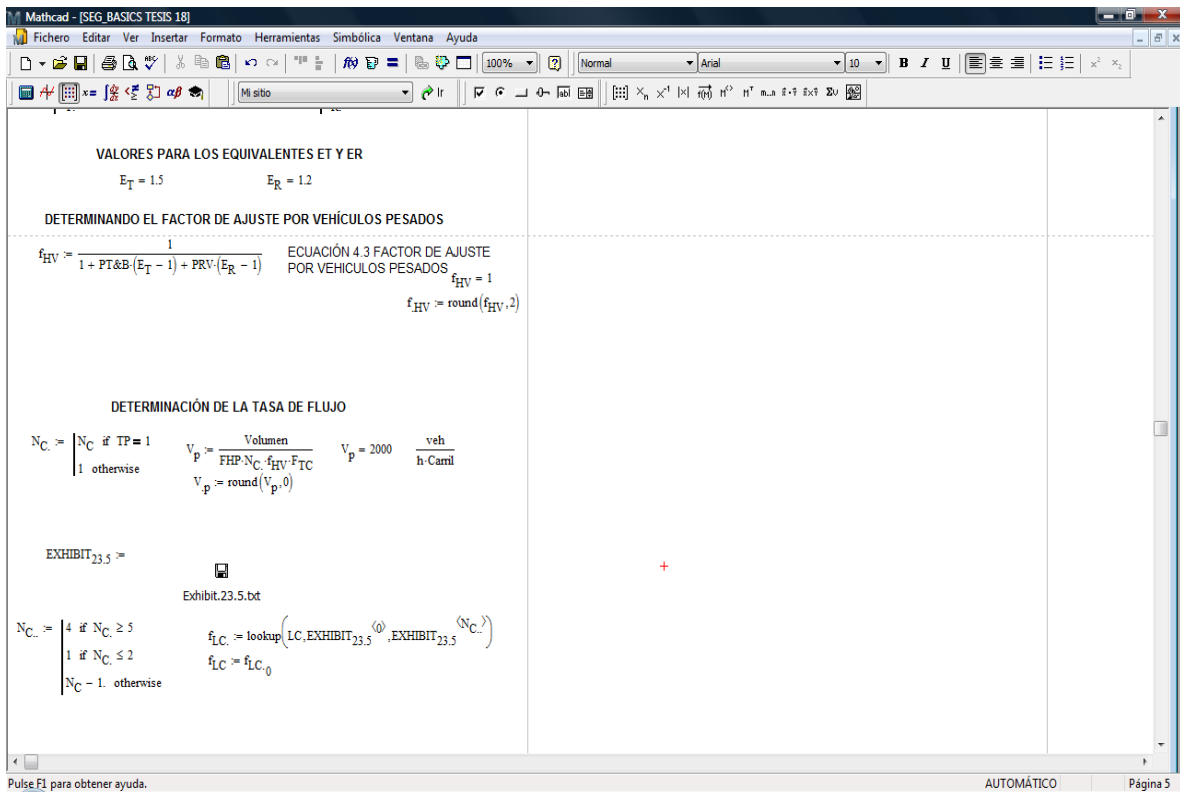 Mathcad - [SEG_BASICS TESIS 18]
Fichero Editar Ver Insertar Formato Herramientas Simbólica Ventana Ayuda
100% Normal Arial 10 B I U
Mi sitio Ir
VALORES PARA LOS EQUIVALENTES ET Y ER
E_T = 1.5 E_R = 1.2
DETERMINANDO EL FACTOR DE AJUSTE POR VEHÍCULOS PESADOS
f_HV := 1 / (1 + PT&B·(E_T − 1) + PRV·(E_R − 1))
ECUACIÓN 4.3 FACTOR DE AJUSTE
POR VEHICULOS PESADOS
f_HV = 1
f_.HV := round(f_HV, 2)
DETERMINACIÓN DE LA TASA DE FLUJO
N_C. := | N_C if TP = 1
1 otherwise
V_p := Volumen / (FHP·N_C.·f_HV·F_TC) V_p = 2000 veh / (h·Carril)
V_.p := round(V_p, 0)
EXHIBIT_23.5 :=
Exhibit.23.5.txt
N_C.. := | 4 if N_C. ≥ 5
1 if N_C. ≤ 2
N_C − 1. otherwise
f_LC. := lookup(LC, EXHIBIT_23.5^⟨0⟩, EXHIBIT_23.5^⟨N_C..⟩)
f_LC := f_LC._0
Pulse F1 para obtener ayuda. AUTOMÁTICO Página 5